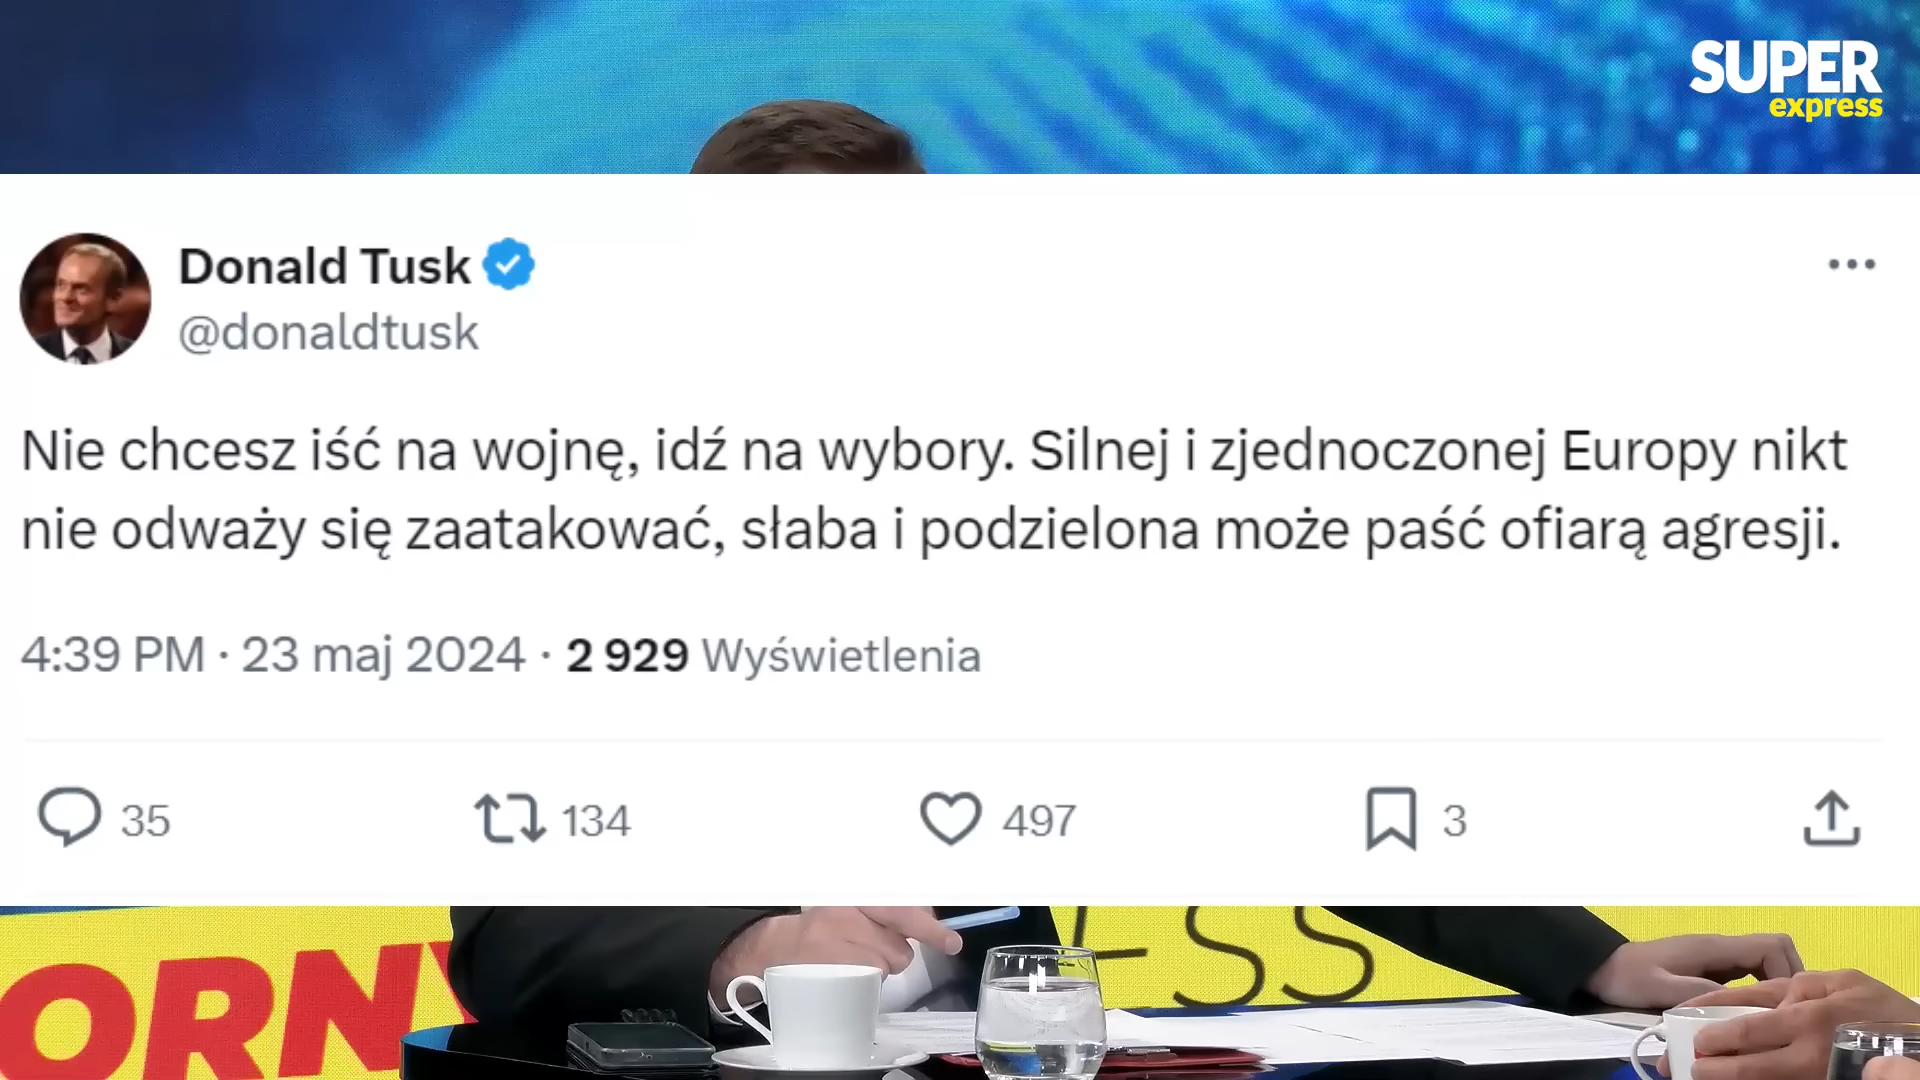 SUPER
express
Donald Tusk
@donaldtusk
Nie chcesz iść na wojnę, idź na wybory. Silnej i zjednoczonej Europy nikt
nie odważy się zaatakować, słaba i podzielona może paść ofiarą agresji.
4:39 PM · 23 maj 2024 · 2 929 Wyświetlenia
35 134 497 3